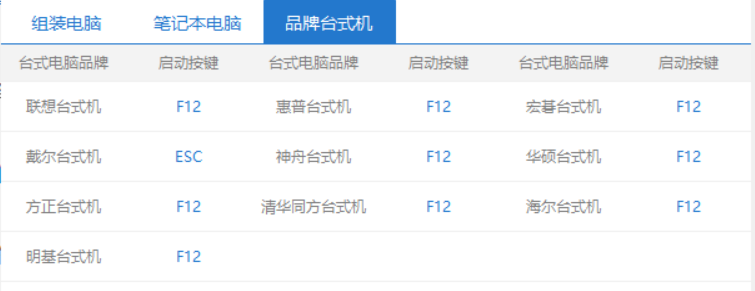 组装电脑 笔记本电脑 品牌台式机
台式电脑品牌 启动按键 台式电脑品牌 启动按键 台式电脑品牌 启动按键
联想台式机 F12 惠普台式机 F12 宏碁台式机 F12
戴尔台式机 ESC 神舟台式机 F12 华硕台式机 F12
方正台式机 F12 清华同方台式机 F12 海尔台式机 F12
明基台式机 F12